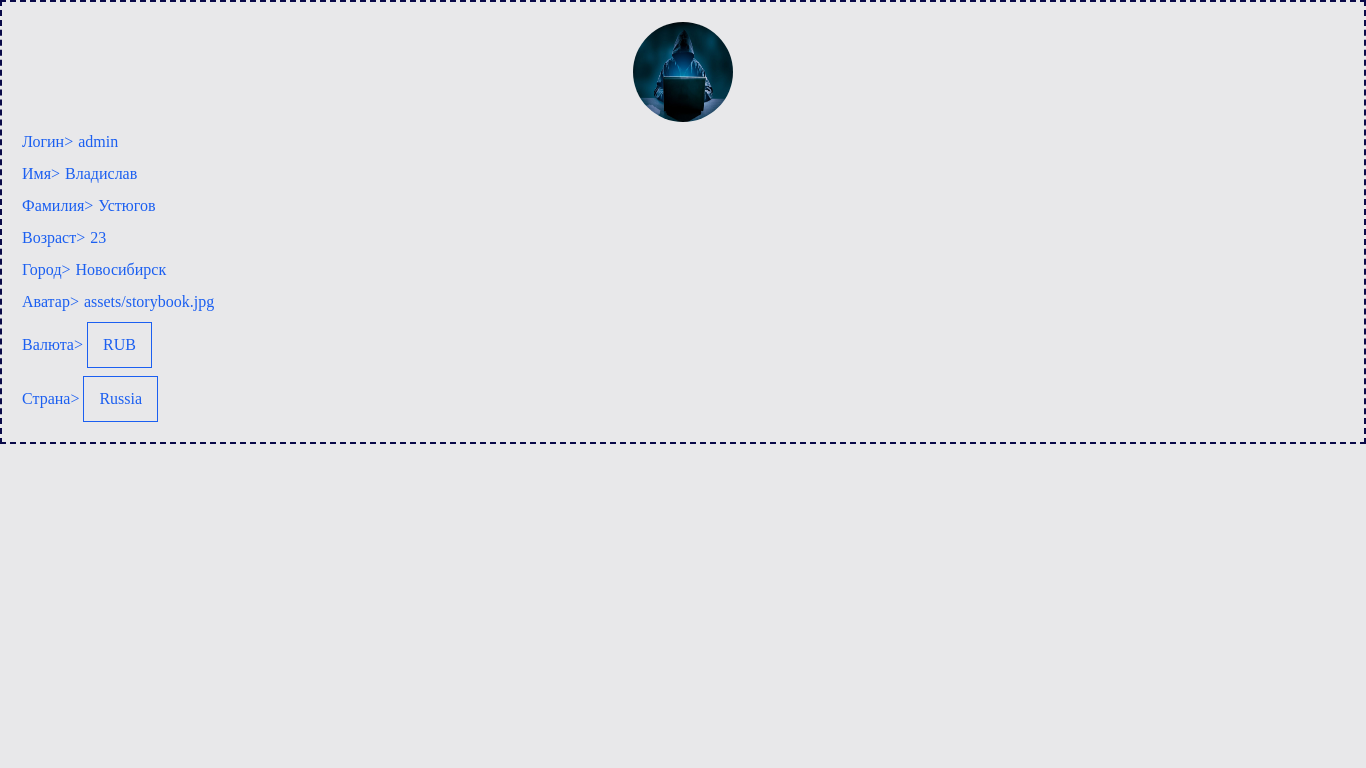 Логин> admin
Имя> Владислав
Фамилия> Устюгов
Возраст> 23
Город> Новосибирск
Аватар> assets/storybook.jpg
Валюта> RUB
Страна> Russia